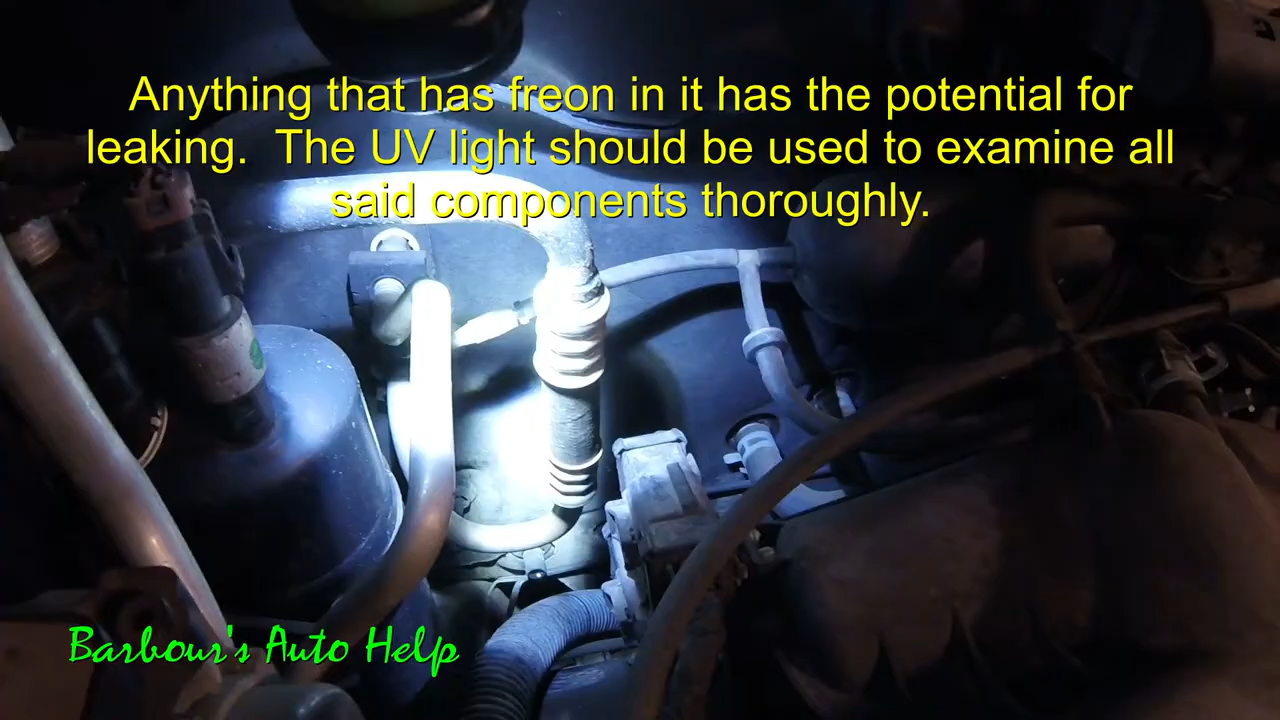 Anything that has freon in it has the potential for
leaking.  The UV light should be used to examine all
said components thoroughly.
Barbour's Auto Help